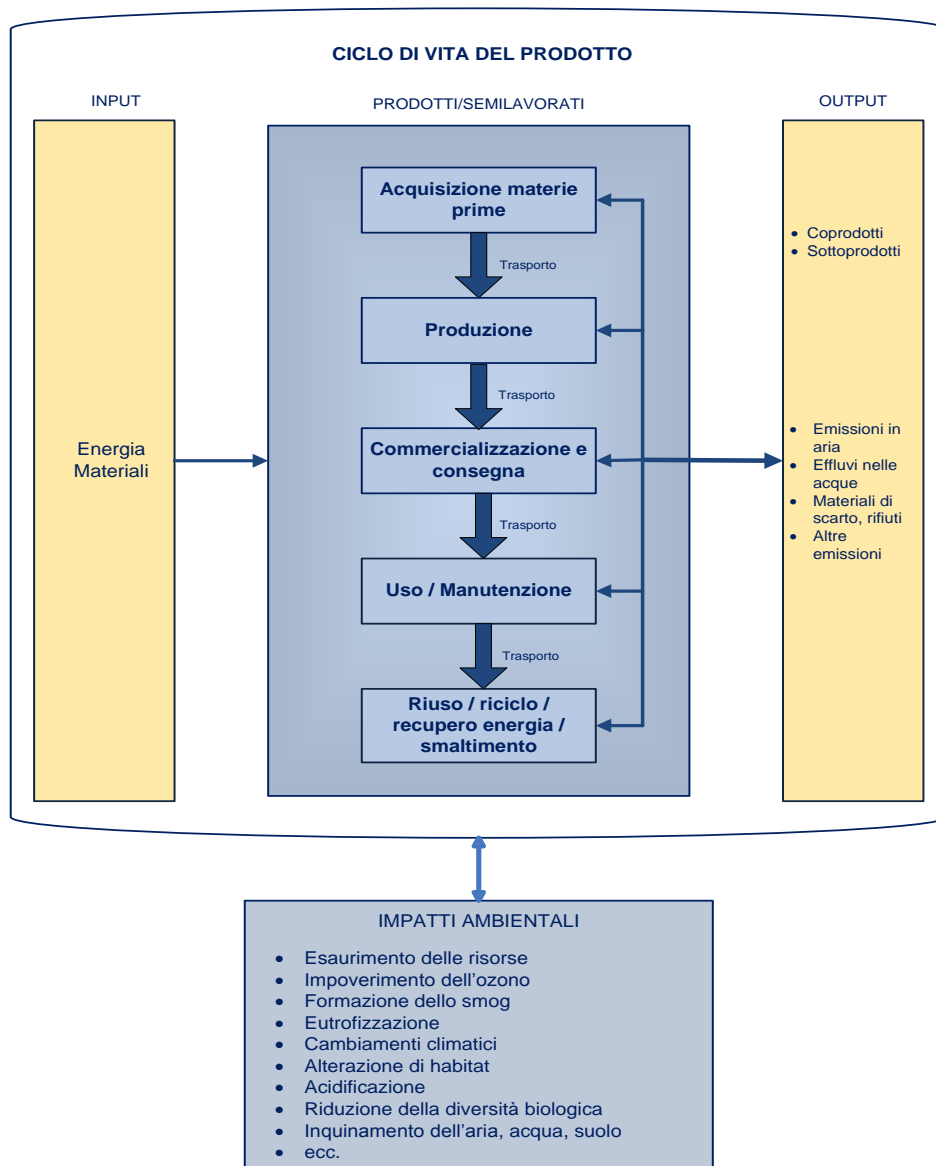 CICLO DI VITA DEL PRODOTTO
INPUT
PRODOTTI/SEMILAVORATI
OUTPUT
Energia
Materiali
Acquisizione materie
prime
Trasporto
Produzione
Trasporto
Commercializzazione e
consegna
Trasporto
Uso / Manutenzione
Trasporto
Riuso / riciclo /
recupero energia /
smaltimento
• Coprodotti
• Sottoprodotti
• Emissioni in
aria
• Effluvi nelle
acque
• Materiali di
scarto, rifiuti
• Altre
emissioni
IMPATTI AMBIENTALI
• Esaurimento delle risorse
• Impoverimento dell'ozono
• Formazione dello smog
• Eutrofizzazione
• Cambiamenti climatici
• Alterazione di habitat
• Acidificazione
• Riduzione della diversità biologica
• Inquinamento dell'aria, acqua, suolo
• ecc.